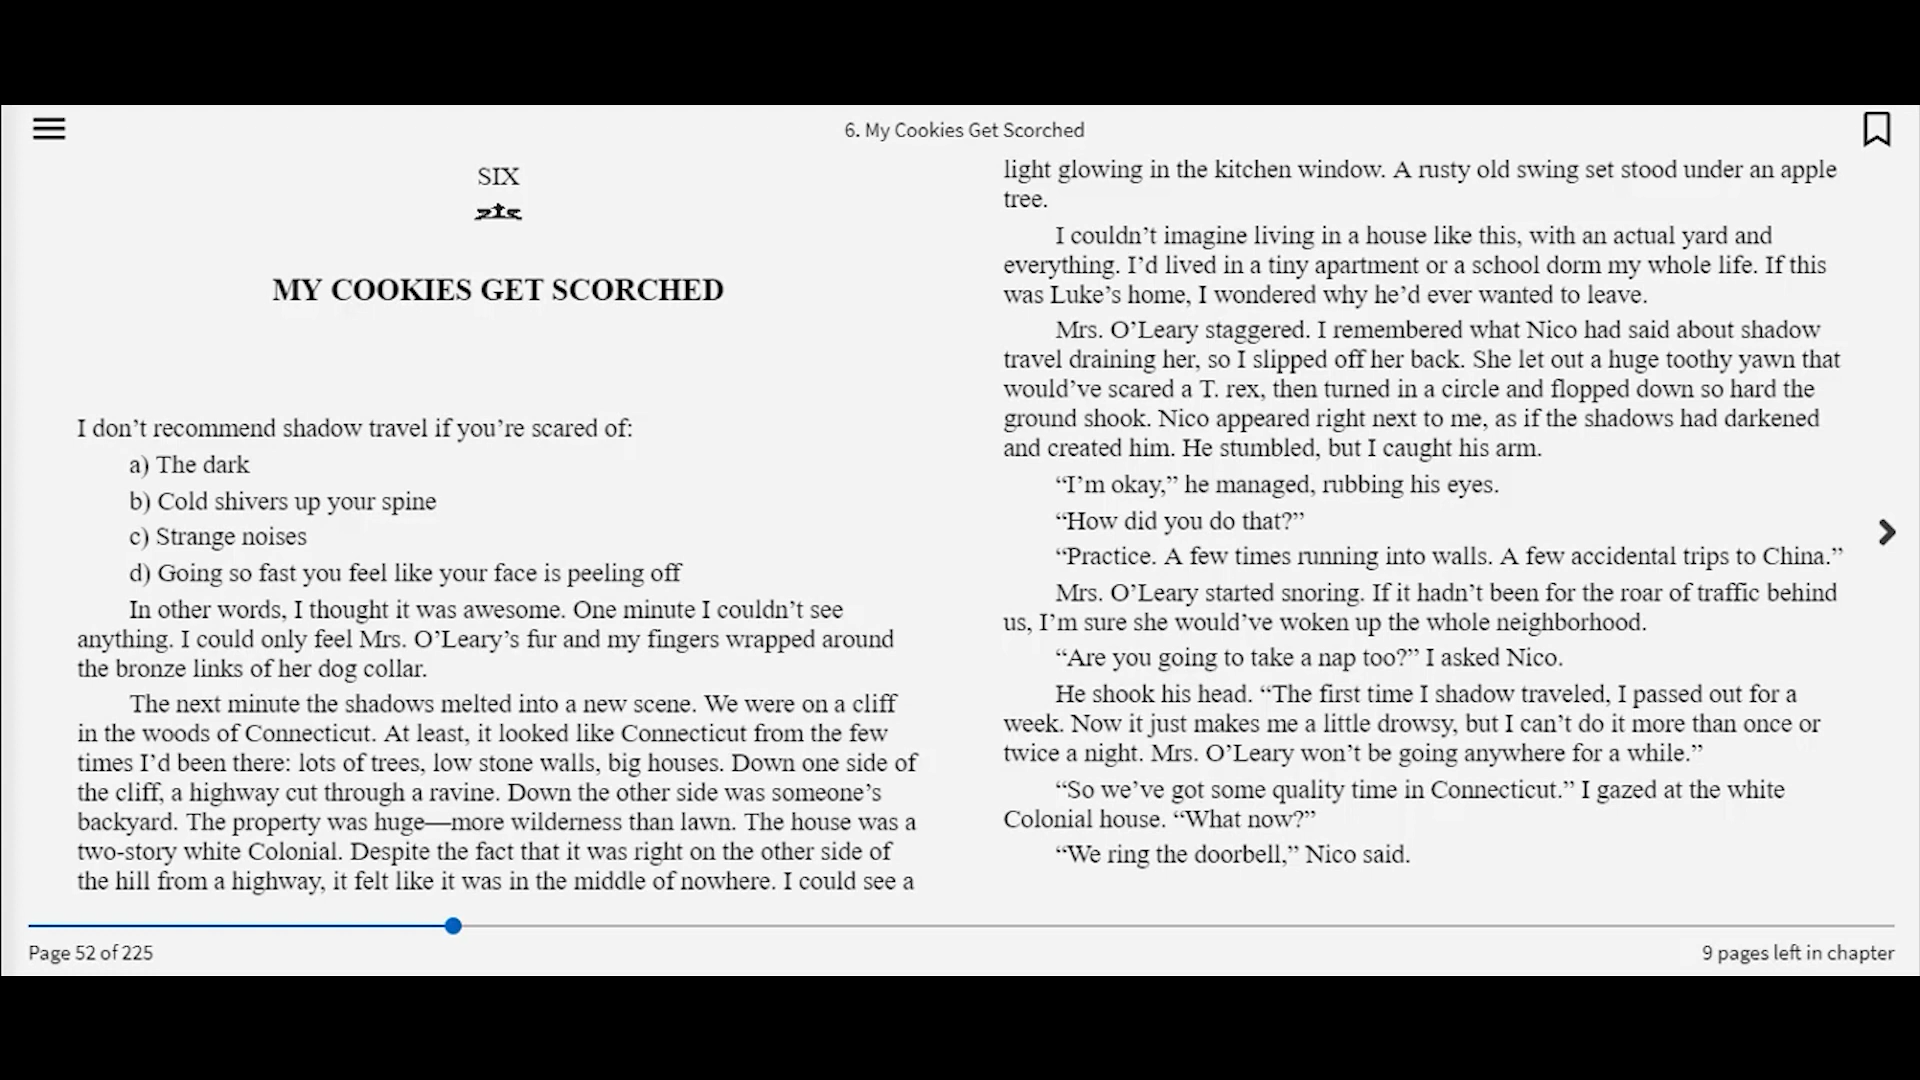 6. My Cookies Get Scorched
SIX
MY COOKIES GET SCORCHED
I don’t recommend shadow travel if you’re scared of:
a) The dark
b) Cold shivers up your spine
c) Strange noises
d) Going so fast you feel like your face is peeling off
In other words, I thought it was awesome. One minute I couldn’t see
anything. I could only feel Mrs. O’Leary’s fur and my fingers wrapped around
the bronze links of her dog collar.
The next minute the shadows melted into a new scene. We were on a cliff
in the woods of Connecticut. At least, it looked like Connecticut from the few
times I’d been there: lots of trees, low stone walls, big houses. Down one side of
the cliff, a highway cut through a ravine. Down the other side was someone’s
backyard. The property was huge—more wilderness than lawn. The house was a
two-story white Colonial. Despite the fact that it was right on the other side of
the hill from a highway, it felt like it was in the middle of nowhere. I could see a
light glowing in the kitchen window. A rusty old swing set stood under an apple
tree.
I couldn’t imagine living in a house like this, with an actual yard and
everything. I’d lived in a tiny apartment or a school dorm my whole life. If this
was Luke’s home, I wondered why he’d ever wanted to leave.
Mrs. O’Leary staggered. I remembered what Nico had said about shadow
travel draining her, so I slipped off her back. She let out a huge toothy yawn that
would’ve scared a T. rex, then turned in a circle and flopped down so hard the
ground shook. Nico appeared right next to me, as if the shadows had darkened
and created him. He stumbled, but I caught his arm.
“I’m okay,” he managed, rubbing his eyes.
“How did you do that?”
“Practice. A few times running into walls. A few accidental trips to China.”
Mrs. O’Leary started snoring. If it hadn’t been for the roar of traffic behind
us, I’m sure she would’ve woken up the whole neighborhood.
“Are you going to take a nap too?” I asked Nico.
He shook his head. “The first time I shadow traveled, I passed out for a
week. Now it just makes me a little drowsy, but I can’t do it more than once or
twice a night. Mrs. O’Leary won’t be going anywhere for a while.”
“So we’ve got some quality time in Connecticut.” I gazed at the white
Colonial house. “What now?”
“We ring the doorbell,” Nico said.
Page 52 of 225
9 pages left in chapter